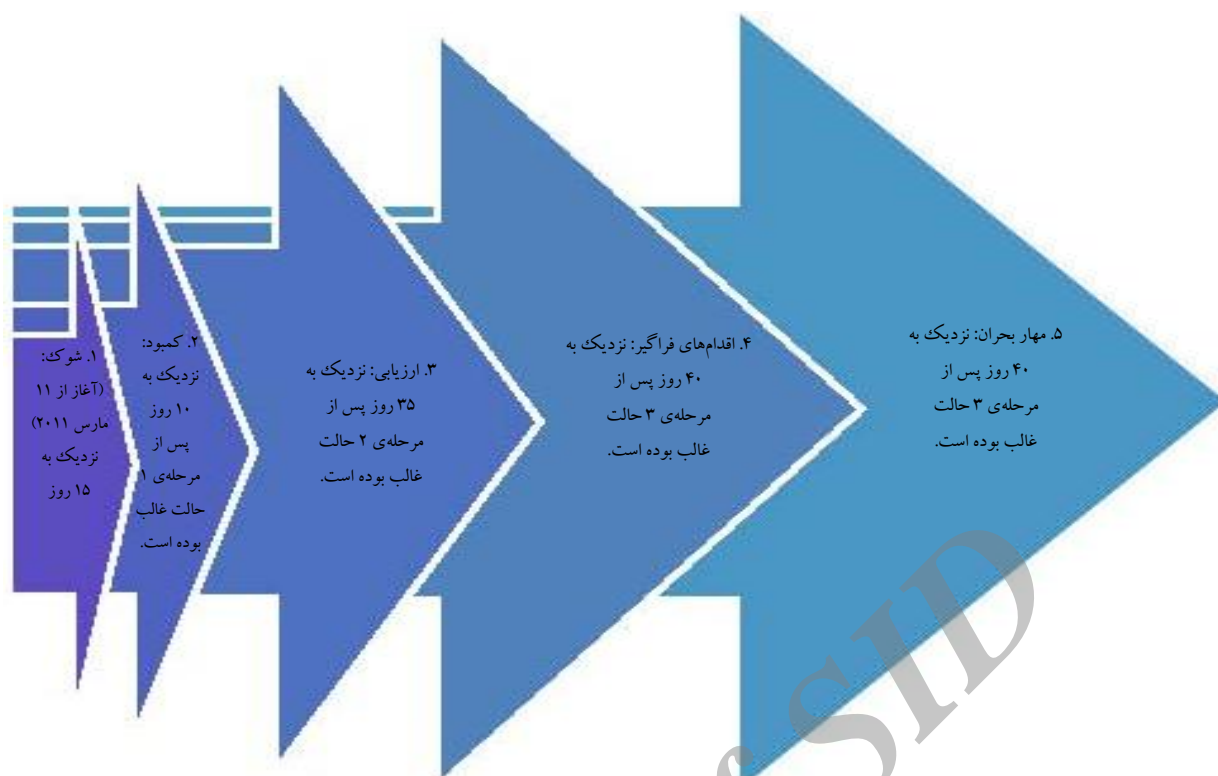 ۱. شوک:
(آغاز از ۱۱
مارس ۲۰۱۱)
نزدیک به
۱۵ روز
۲. کمبود:
نزدیک به
۱۰ روز
پس از
مرحله‌ی ۱
حالت غالب
بوده است.
۳. ارزیابی: نزدیک به
۳۵ روز پس از
مرحله‌ی ۲ حالت
غالب بوده است.
۴. اقدام‌های فراگیر: نزدیک به
۴۰ روز پس از
مرحله‌ی ۳ حالت
غالب بوده است.
۵. مهار بحران: نزدیک به
۴۰ روز پس از
مرحله‌ی ۳ حالت
غالب بوده است.
SID